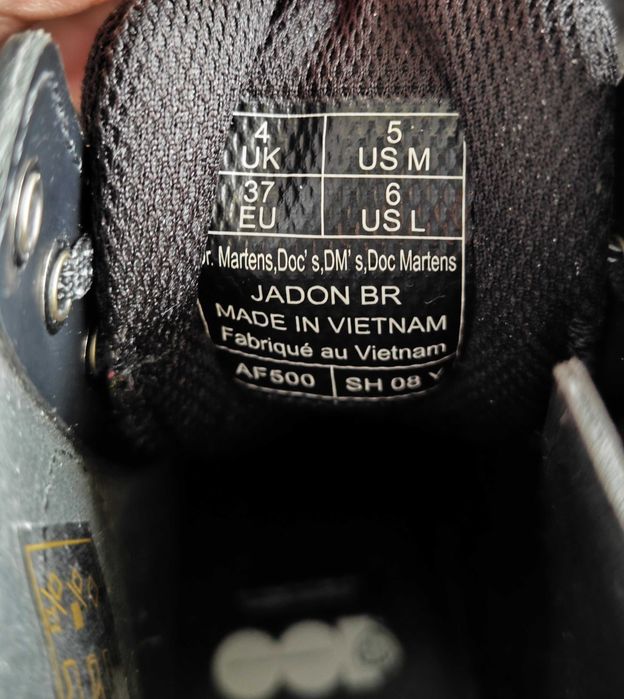 4 5
UK US M
37 6
EU US L
Martens,Doc' s,DM' s,Doc Martens
JADON BR
MADE IN VIETNAM
Fabriqué au Vietnam
AF500 SH 08